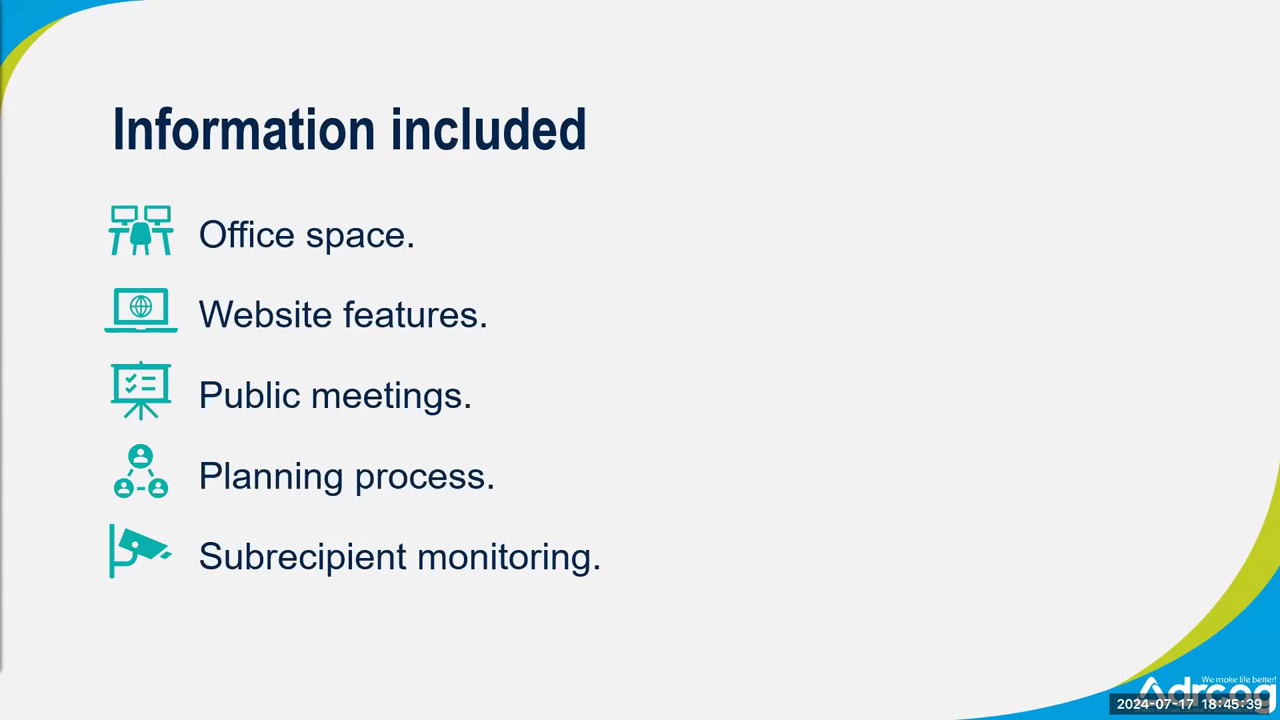 Information included
Office space.
Website features.
Public meetings.
Planning process.
Subrecipient monitoring.
We make life better!
drcog
2024-07-17 18:45:39